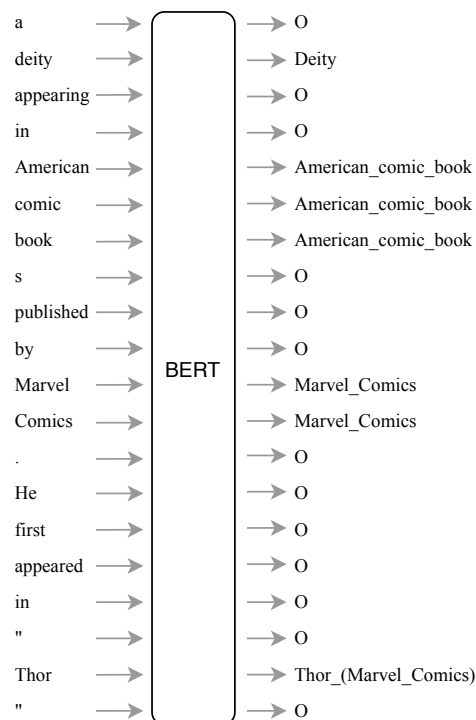 a O
deity Deity
appearing O
in O
American American_comic_book
comic American_comic_book
book American_comic_book
s O
published O
by O
BERT
Marvel Marvel_Comics
Comics Marvel_Comics
. O
He O
first O
appeared O
in O
" O
Thor Thor_(Marvel_Comics)
" O